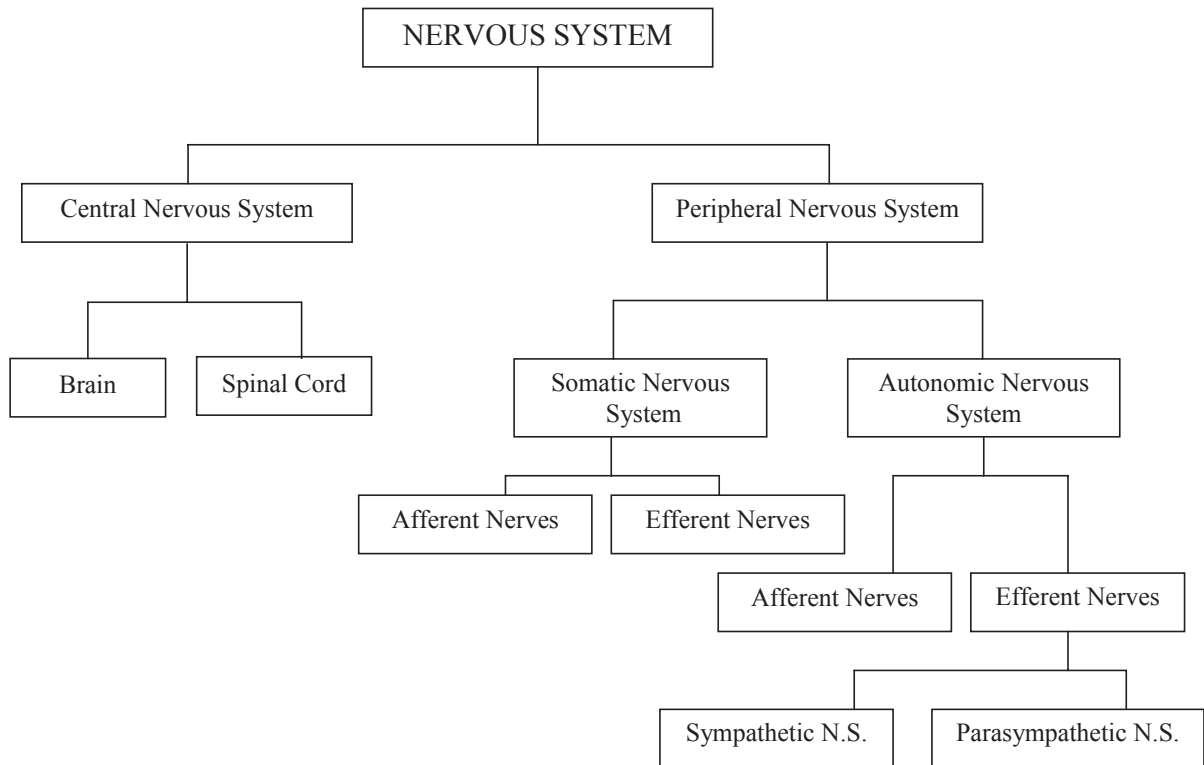 NERVOUS SYSTEM
Central Nervous System
Peripheral Nervous System
Brain
Spinal Cord
Somatic Nervous
System
Autonomic Nervous
System
Afferent Nerves
Efferent Nerves
Afferent Nerves
Efferent Nerves
Sympathetic N.S.
Parasympathetic N.S.